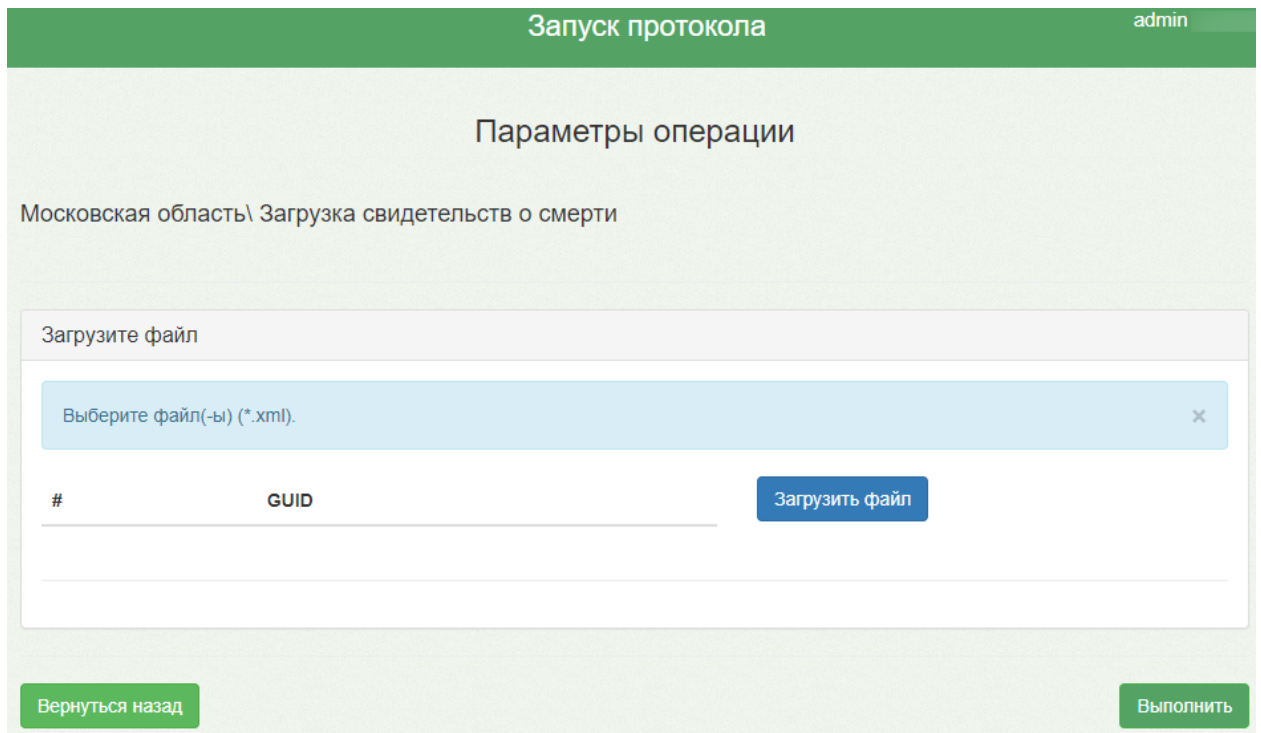 Запуск протокола
admin
Параметры операции
Московская область\ Загрузка свидетельств о смерти
Загрузите файл
Выберите файл(-ы) (*.xml).
×
# GUID
Загрузить файл
Вернуться назад
Выполнить